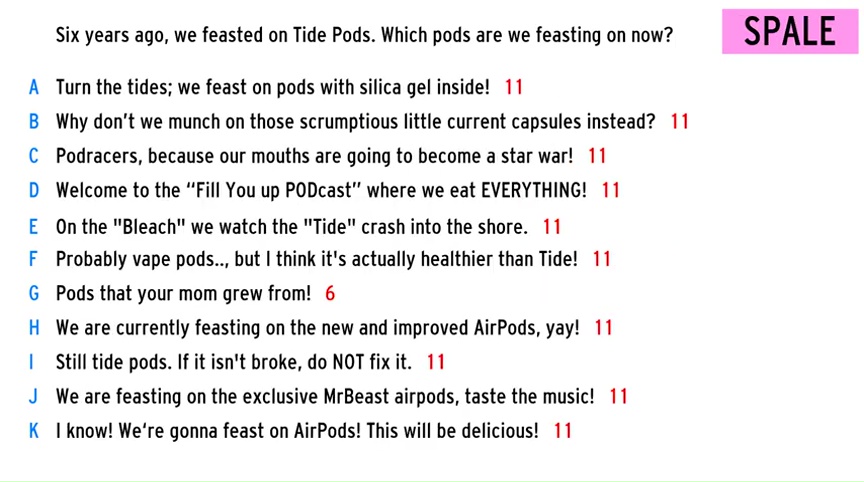 Six years ago, we feasted on Tide Pods. Which pods are we feasting on now?
SPALE
A Turn the tides; we feast on pods with silica gel inside! 11
B Why don't we munch on those scrumptious little current capsules instead? 11
C Podracers, because our mouths are going to become a star war! 11
D Welcome to the “Fill You up PODcast” where we eat EVERYTHING! 11
E On the "Bleach" we watch the "Tide" crash into the shore. 11
F Probably vape pods.., but I think it's actually healthier than Tide! 11
G Pods that your mom grew from! 6
H We are currently feasting on the new and improved AirPods, yay! 11
I Still tide pods. If it isn't broke, do NOT fix it. 11
J We are feasting on the exclusive MrBeast airpods, taste the music! 11
K I know! We‘re gonna feast on AirPods! This will be delicious! 11